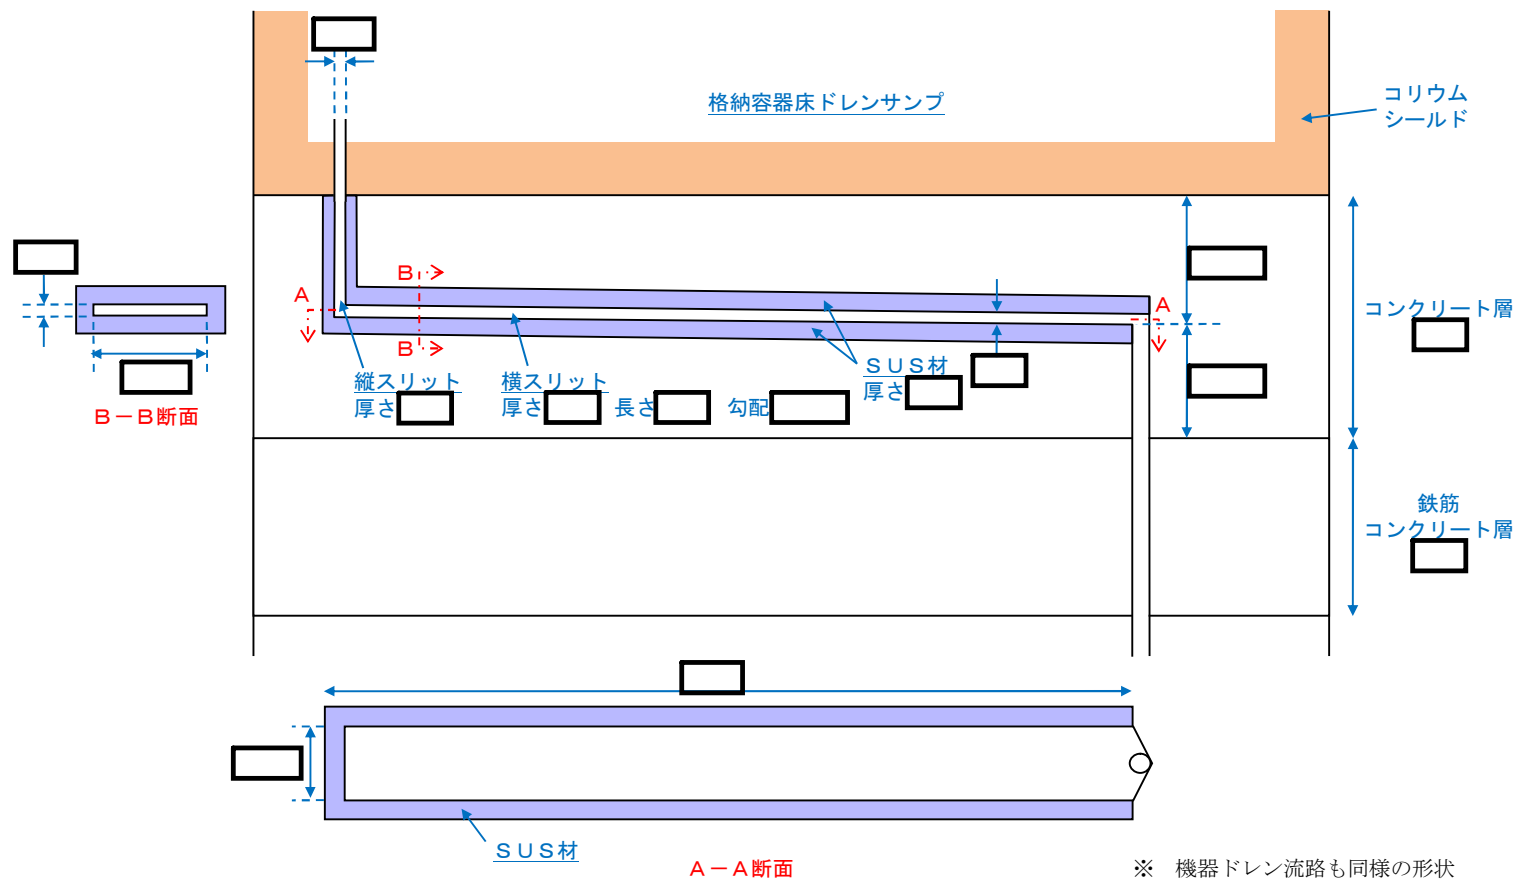 格納容器床ドレンサンプ
コリウム
シールド
B
A
A
コンクリート層
B
SUS材
厚さ
縦スリット
厚さ
横スリット
厚さ 長さ 勾配
B－B断面
鉄筋
コンクリート層
SUS材
A－A断面
※ 機器ドレン流路も同様の形状